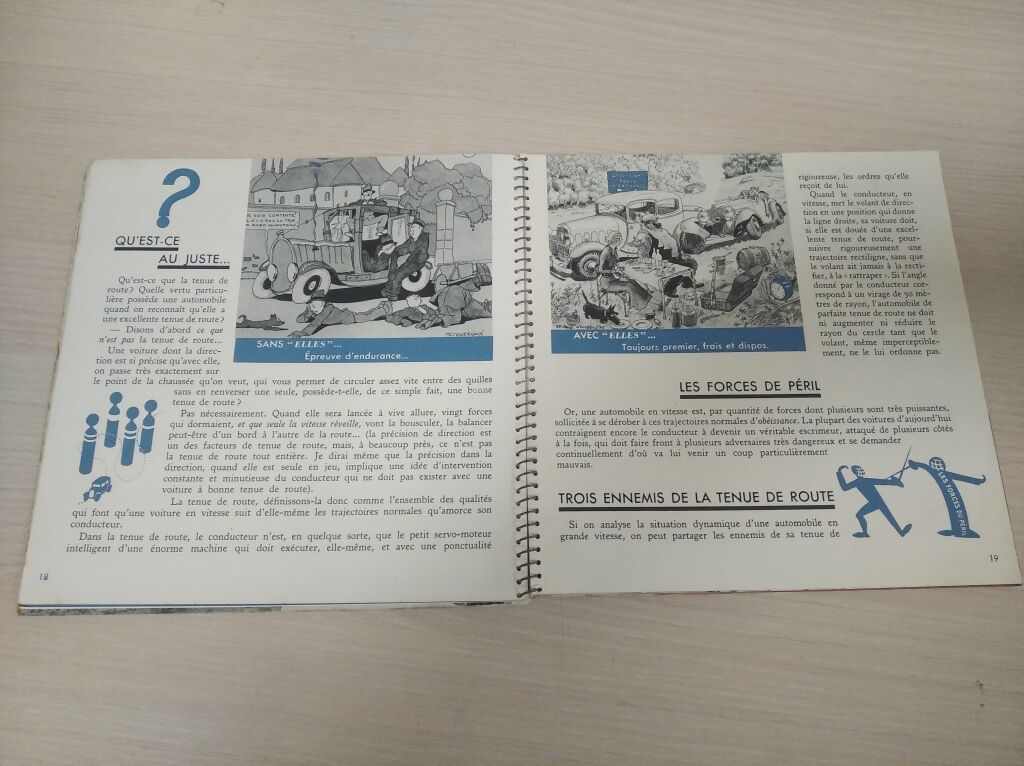 ?
QU'EST-CE
AU JUSTE...
Qu'est-ce que la tenue de
route? Quelle vertu particu-
lière possède une automobile
quand on reconnaît qu'elle a
une excellente tenue de route?
— Disons d'abord ce que
n'est pas la tenue de route...
Une voiture dont la direc-
tion est si précise qu'avec elle,
on passe très exactement sur
le point de la chaussée qu'on veut, qui vous permet de circuler assez vite entre des quilles
sans en renverser une seule, possède-t-elle, de ce simple fait, une bonne
tenue de route ?
Pas nécessairement. Quand elle sera lancée à vive allure, vingt forces
qui dormaient, et que seule la vitesse réveille, vont la bousculer, la balancer
peut-être d'un bord à l'autre de la route... (la précision de direction est
un des facteurs de tenue de route, mais, à beaucoup près, ce n'est pas
la tenue de route tout entière. Je dirai même que la précision dans la
direction, quand elle est seule en jeu, implique une idée d'intervention
constante et minutieuse du conducteur qui ne doit pas exister avec une
voiture à bonne tenue de route).
La tenue de route, définissons-la donc comme l'ensemble des qualités
qui font qu'une voiture en vitesse suit d'elle-même les trajectoires normales qu'amorce son
conducteur.
Dans la tenue de route, le conducteur n'est, en quelque sorte, que le petit servo-moteur
intelligent d'une énorme machine qui doit exécuter, elle-même, et avec une ponctualité
18
SANS "ELLES"...
Épreuve d'endurance...
AVEC "ELLES"...
Toujours premier, frais et dispos.
rigoureuse, les ordres qu'elle
reçoit de lui.
Quand le conducteur, en
vitesse, met le volant de direc-
tion en une position qui donne
la ligne droite, sa voiture doit,
si elle est douée d'une excel-
lente tenue de route, pour-
suivre rigoureusement une
trajectoire rectiligne, sans que
le volant ait jamais à la recti-
fier, à la « rattraper ». Si l'angle
donné par le conducteur cor-
respond à un virage de 50 mè-
tres de rayon, l'automobile de
parfaite tenue de route ne doit
ni augmenter ni réduire le
rayon du cercle tant que le
volant, même imperceptible-
ment, ne le lui ordonne pas.
LES FORCES DE PÉRIL
Or, une automobile en vitesse est, par quantité de forces dont plusieurs sont très puissantes,
sollicitée à se dérober à ces trajectoires normales d'obéissance. La plupart des voitures d'aujourd'hui
contraignent encore le conducteur à devenir un véritable escrimeur, attaqué de plusieurs côtés
à la fois, qui doit faire front à plusieurs adversaires très dangereux et se demander
continuellement d'où va lui venir un coup particulièrement
mauvais.
TROIS ENNEMIS DE LA TENUE DE ROUTE
Si on analyse la situation dynamique d'une automobile en
grande vitesse, on peut partager les ennemis de sa tenue de
LES FORCES DU PÉRIL
19